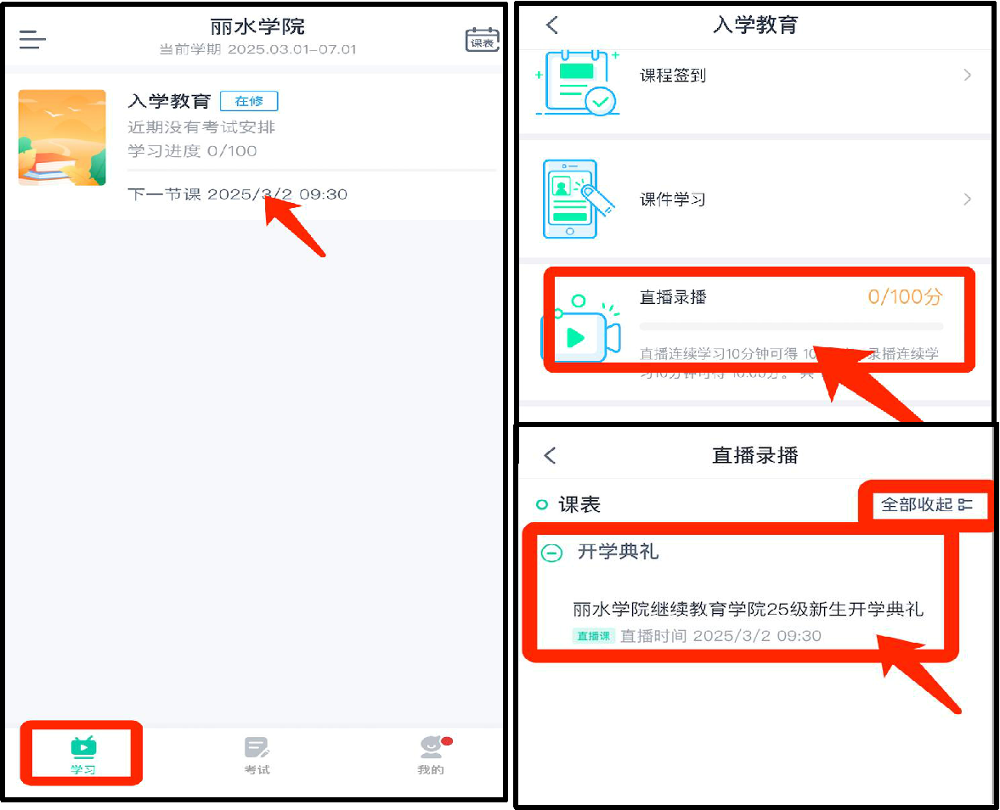 丽水学院
当前学期 2025.03.01-07.01
课表
入学教育 在修
近期没有考试安排
学习进度 0/100
下一节课 2025/3/2 09:30
学习
考试
我的
入学教育
课程签到
课件学习
直播录播 0/100分
直播连续学习10分钟可得 10 录播连续学
习10分钟可得 10.00分。 共
直播录播
课表 全部收起
开学典礼
丽水学院继续教育学院25级新生开学典礼
直播课 直播时间 2025/3/2 09:30